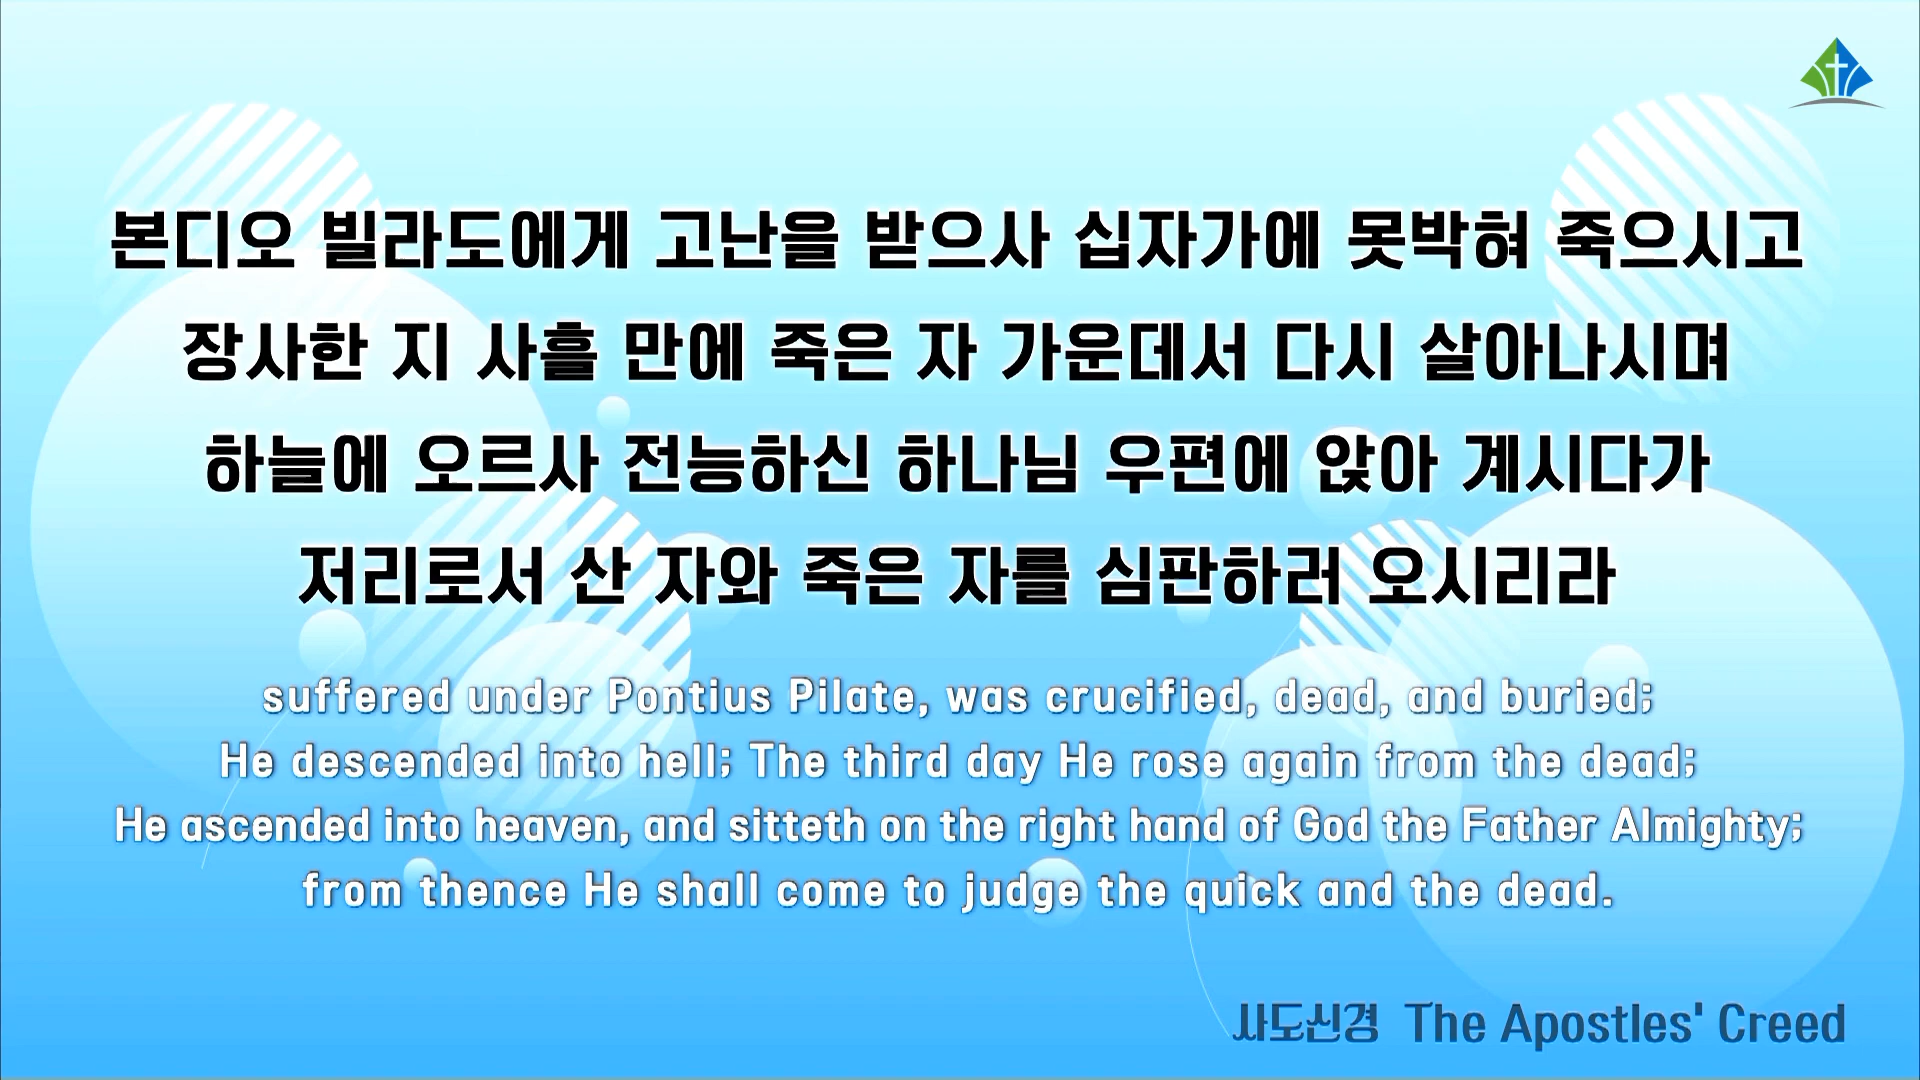 본디오 빌라도에게 고난을 받으사 십자가에 못박혀 죽으시고
장사한 지 사흘 만에 죽은 자 가운데서 다시 살아나시며
하늘에 오르사 전능하신 하나님 우편에 앉아 계시다가
저리로서 산 자와 죽은 자를 심판하러 오시리라
suffered under Pontius Pilate, was crucified, dead, and buried;
He descended into hell; The third day He rose again from the dead;
He ascended into heaven, and sitteth on the right hand of God the Father Almighty;
from thence He shall come to judge the quick and the dead.
사도신경 The Apostles' Creed